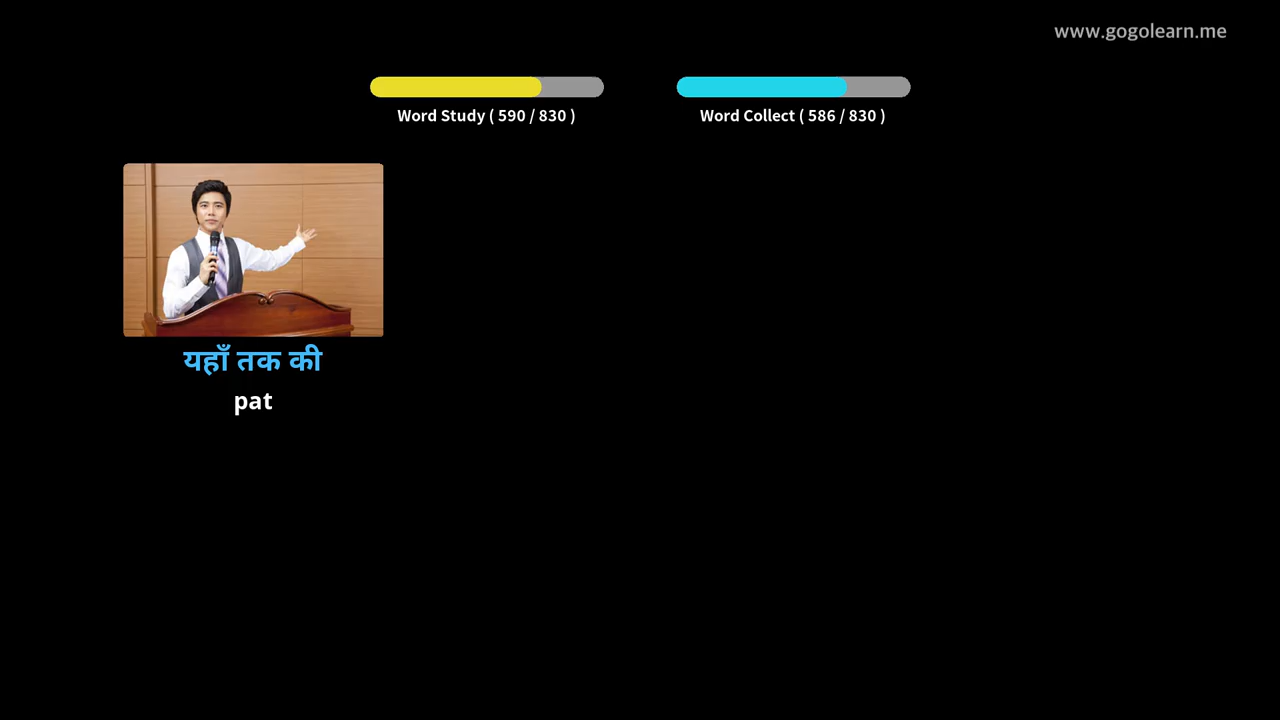 www.gogolearn.me
Word Study ( 590 / 830 )
Word Collect ( 586 / 830 )
यहाँ तक की
pat